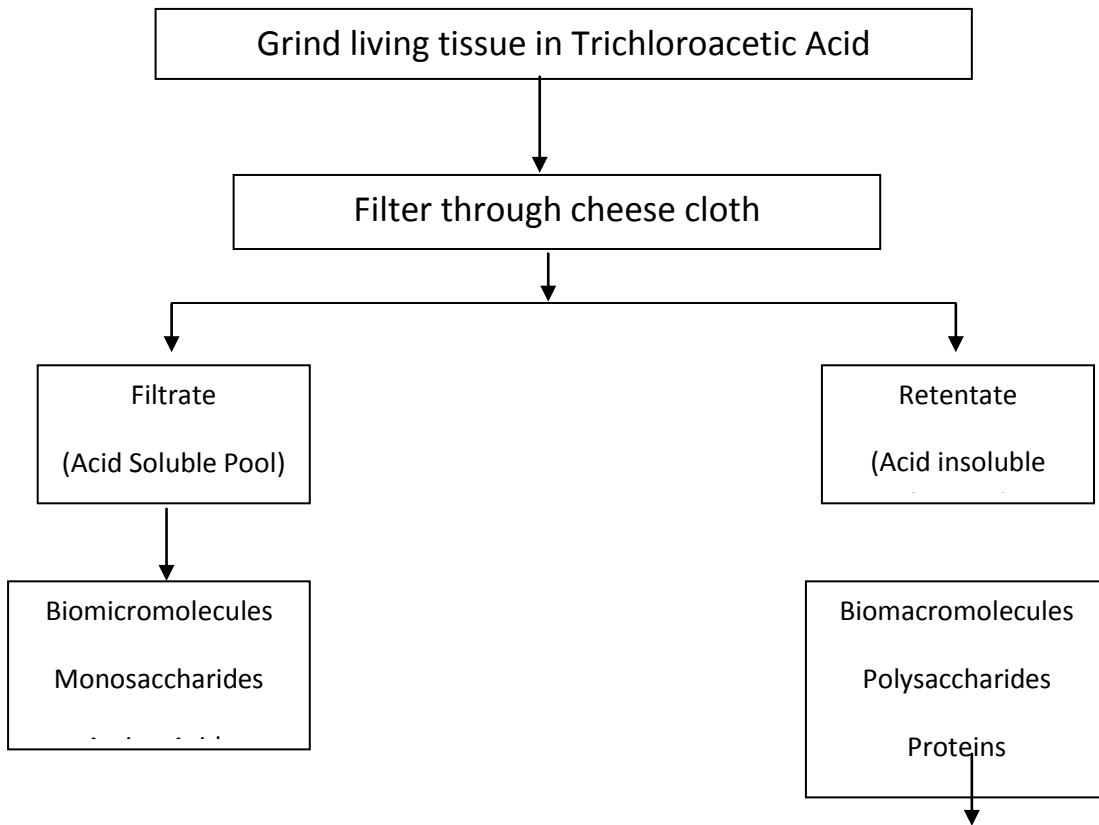 Grind living tissue in Trichloroacetic Acid
Filter through cheese cloth
Filtrate
(Acid Soluble Pool)
Retentate
(Acid insoluble
Biomicromolecules
Monosaccharides
Biomacromolecules
Polysaccharides
Proteins